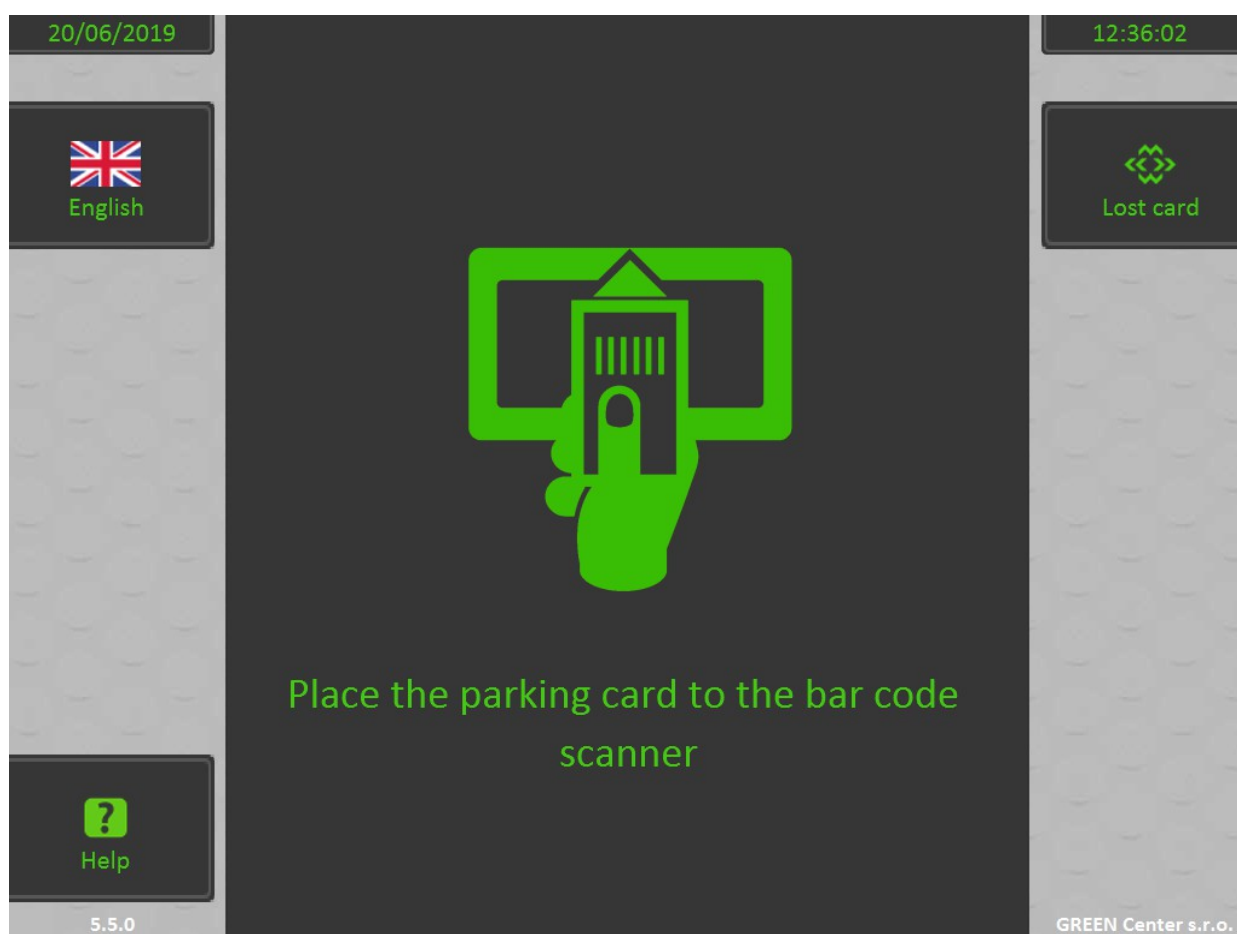 20/06/2019
12:36:02
English
Lost card
Place the parking card to the bar code
scanner
?
Help
5.5.0
GREEN Center s.r.o.